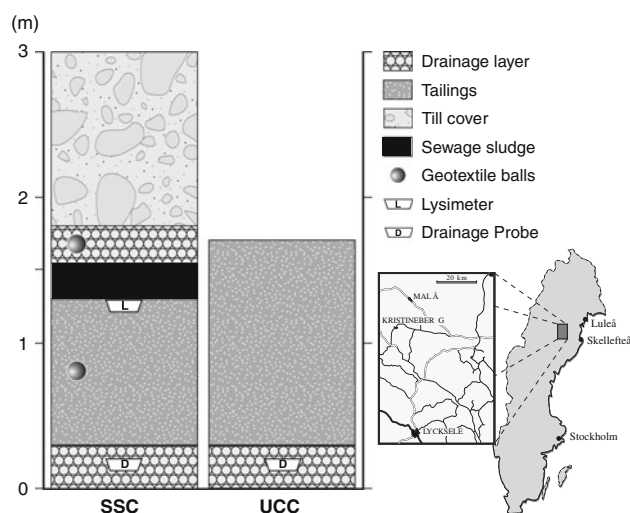 (m)
3
2
1
0
SSC
UCC
L
D
D
Drainage layer
Tailings
Till cover
Sewage sludge
Geotextile balls
L Lysimeter
D Drainage Probe
20 km
MALÅ
KRISTINEBER G
LYCKSELE
Luleå
Skellefteå
Stockholm